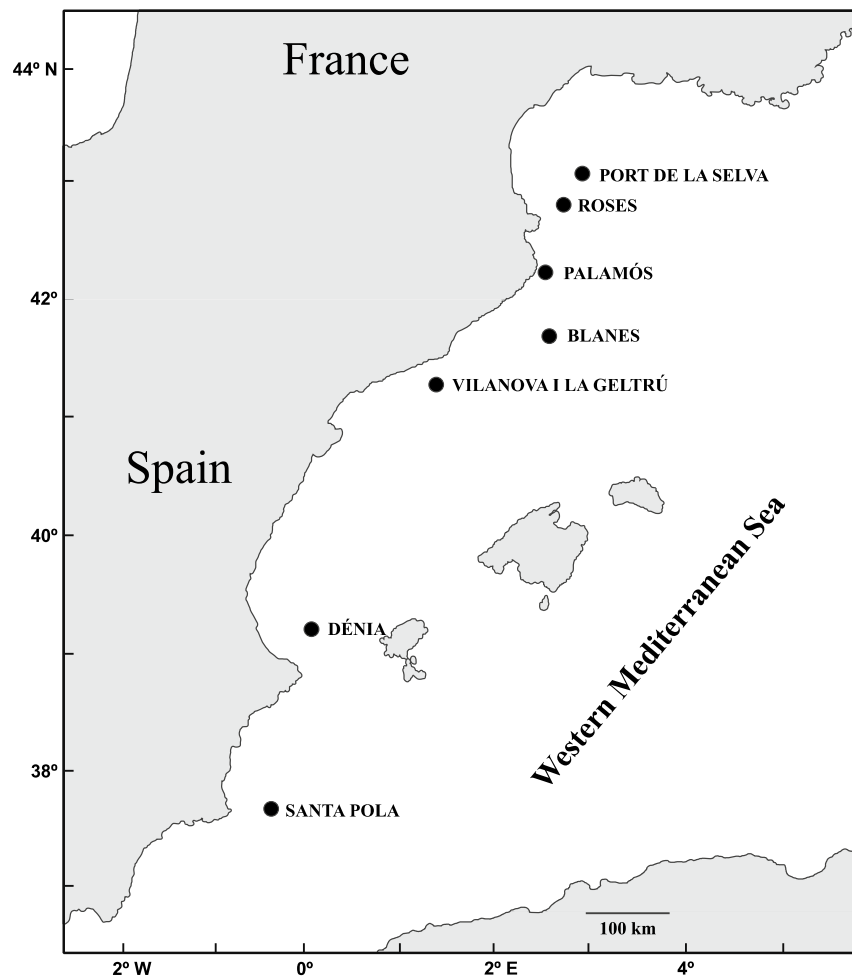 France
44º N
PORT DE LA SELVA
ROSES
PALAMÓS
42º
BLANES
VILANOVA I LA GELTRÚ
Spain
Western Mediterranean Sea
40º
DÉNIA
38º
SANTA POLA
100 km
2º W
0º
2º E
4º